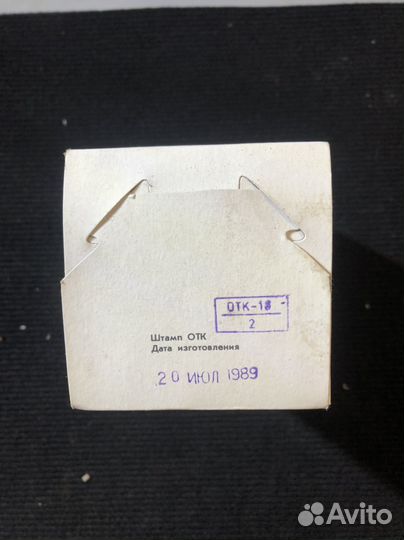 ОТК-18
2
Штамп ОТК
Дата изготовления
20 ИЮЛ 1989
Avito